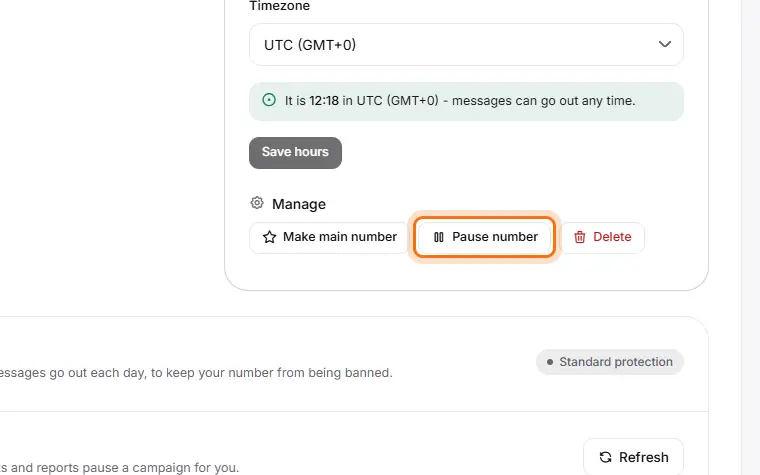 Timezone
UTC (GMT+0)
It is 12:18 in UTC (GMT+0) - messages can go out any time.
Save hours
Manage
Make main number
Pause number
Delete
Standard protection
essages go out each day, to keep your number from being banned.
s and reports pause a campaign for you.
Refresh